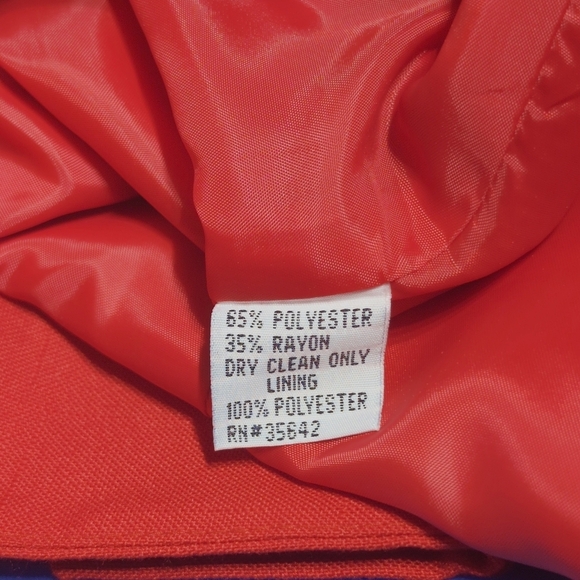 65% POLYESTER
35% RAYON
DRY CLEAN ONLY
LINING
100% POLYESTER
RN#35642